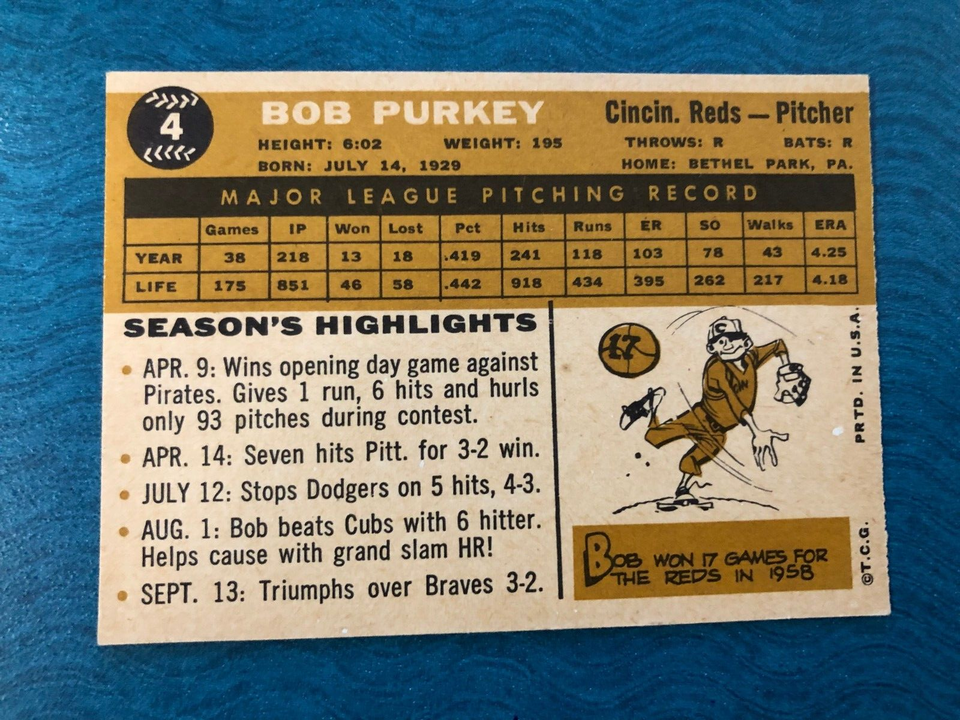 4
BOB PURKEY
Cincin. Reds — Pitcher
HEIGHT: 6:02 WEIGHT: 195 THROWS: R BATS: R
BORN: JULY 14, 1929 HOME: BETHEL PARK, PA.
MAJOR LEAGUE PITCHING RECORD
Games IP Won Lost Pct Hits Runs ER SO Walks ERA
YEAR 38 218 13 18 .419 241 118 103 78 43 4.25
LIFE 175 851 46 58 .442 918 434 395 262 217 4.18
SEASON'S HIGHLIGHTS
• APR. 9: Wins opening day game against
Pirates. Gives 1 run, 6 hits and hurls
only 93 pitches during contest.
• APR. 14: Seven hits Pitt. for 3-2 win.
• JULY 12: Stops Dodgers on 5 hits, 4-3.
• AUG. 1: Bob beats Cubs with 6 hitter.
Helps cause with grand slam HR!
• SEPT. 13: Triumphs over Braves 3-2.
17
C
CIN
BOB WON 17 GAMES FOR
THE REDS IN 1958
©T.C.G. PRTD. IN U.S.A.